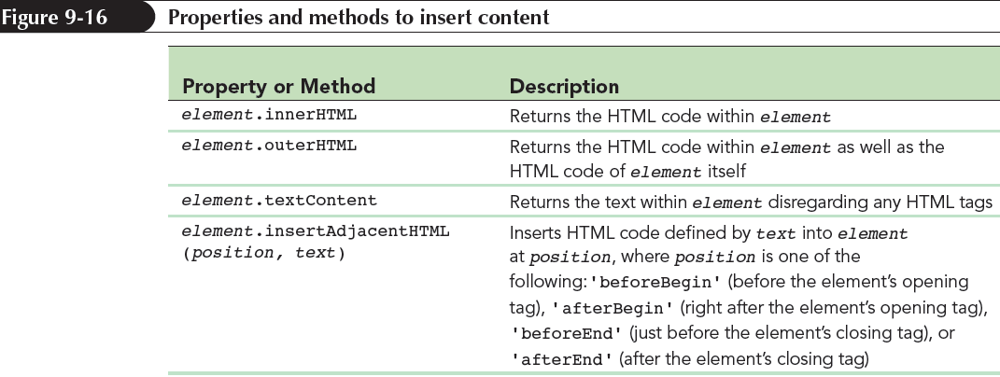 Figure 9-16 Properties and methods to insert content
Property or Method Description
element.innerHTML Returns the HTML code within element
element.outerHTML Returns the HTML code within element as well as the
HTML code of element itself
element.textContent Returns the text within element disregarding any HTML tags
element.insertAdjacentHTML Inserts HTML code defined by text into element
(position, text) at position, where position is one of the
following: 'beforeBegin' (before the element’s opening
tag), 'afterBegin' (right after the element’s opening tag),
'beforeEnd' (just before the element’s closing tag), or
'afterEnd' (after the element’s closing tag)